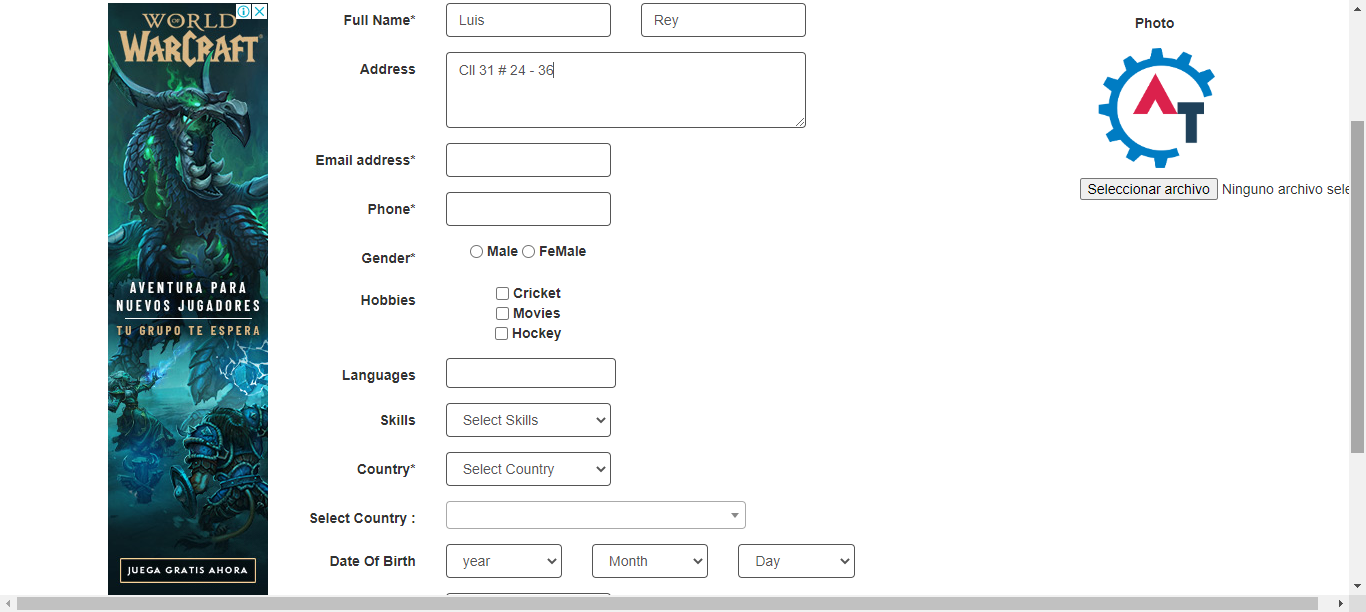 WORLD
OF
WARCRAFT
AVENTURA PARA
NUEVOS JUGADORES
TU GRUPO TE ESPERA
JUEGA GRATIS AHORA
Full Name* Luis Rey
Address Cll 31 # 24 - 36
Email address*
Phone*
Gender* Male FeMale
Hobbies Cricket
Movies
Hockey
Languages
Skills Select Skills
Country* Select Country
Select Country :
Date Of Birth year Month Day
Photo
AT
Seleccionar archivo Ninguno archivo sele